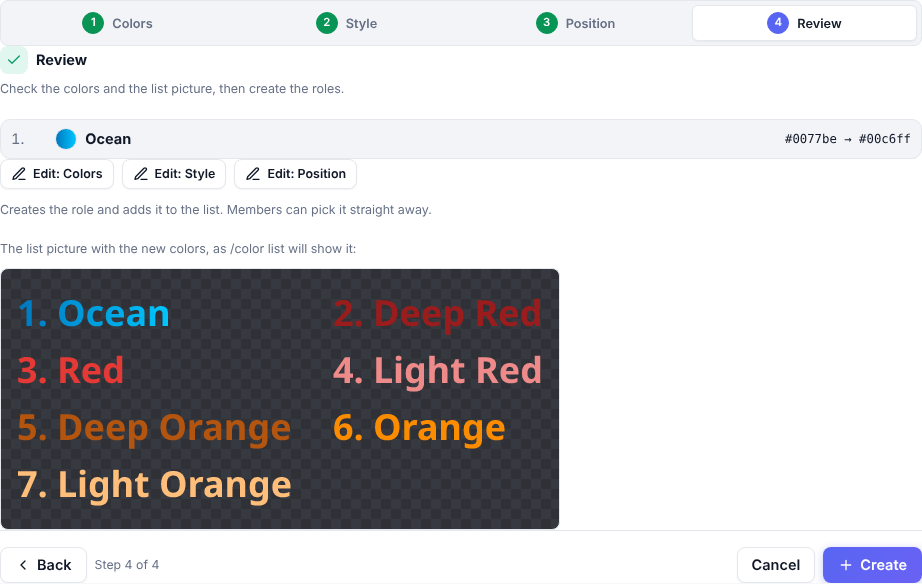 1 Colors 2 Style 3 Position 4 Review
Review
Check the colors and the list picture, then create the roles.
1. Ocean #0077be → #00c6ff
Edit: Colors Edit: Style Edit: Position
Creates the role and adds it to the list. Members can pick it straight away.
The list picture with the new colors, as /color list will show it:
1. Ocean 2. Deep Red
3. Red 4. Light Red
5. Deep Orange 6. Orange
7. Light Orange
Back Step 4 of 4 Cancel + Create